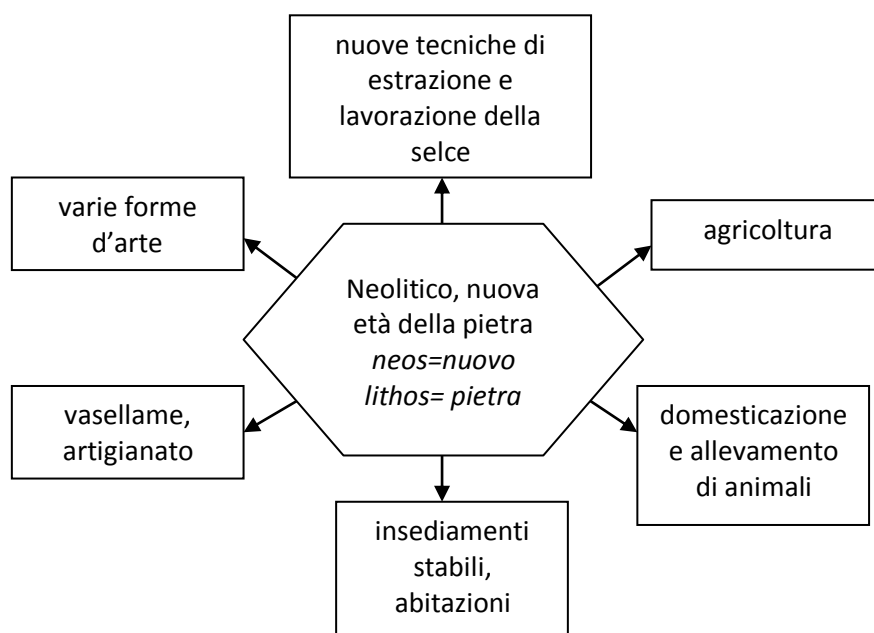 nuove tecniche di
estrazione e
lavorazione della
selce
varie forme
d’arte
agricoltura
Neolitico, nuova
età della pietra
neos=nuovo
lithos= pietra
vasellame,
artigianato
domesticazione
e allevamento
di animali
insediamenti
stabili,
abitazioni